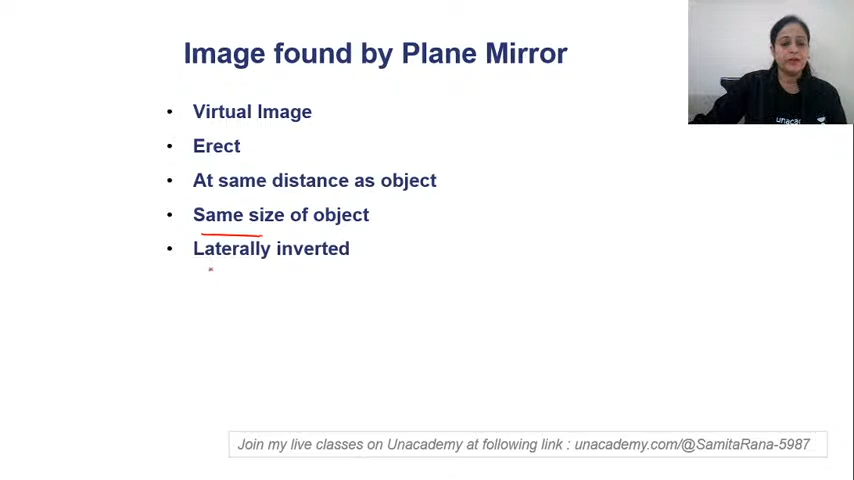 Image found by Plane Mirror
• Virtual Image
• Erect
• At same distance as object
• Same size of object
• Laterally inverted
Join my live classes on Unacademy at following link : unacademy.com/@SamitaRana-5987